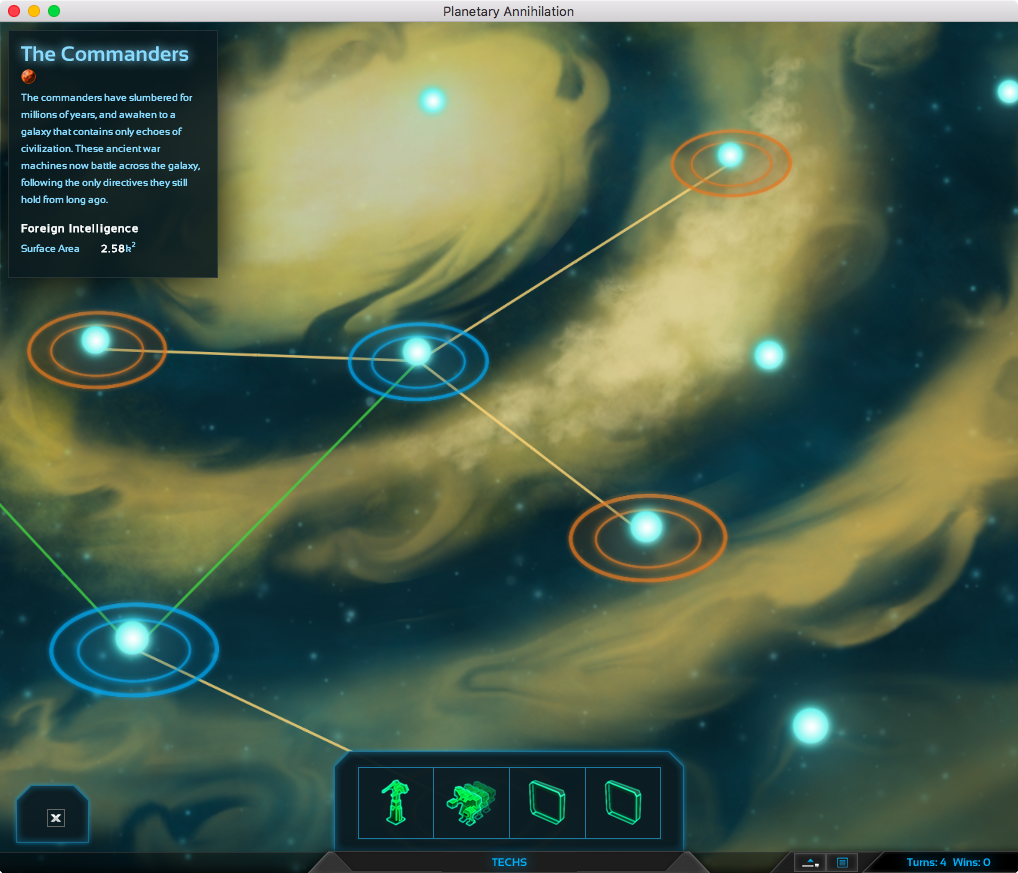 Planetary Annihilation
The Commanders
The commanders have slumbered for
millions of years, and awaken to a
galaxy that contains only echoes of
civilization. These ancient war
machines now battle across the galaxy,
following the only directives they still
hold from long ago.
Foreign Intelligence
Surface Area 2.58k²
x
TECHS
Turns: 4 Wins: 0